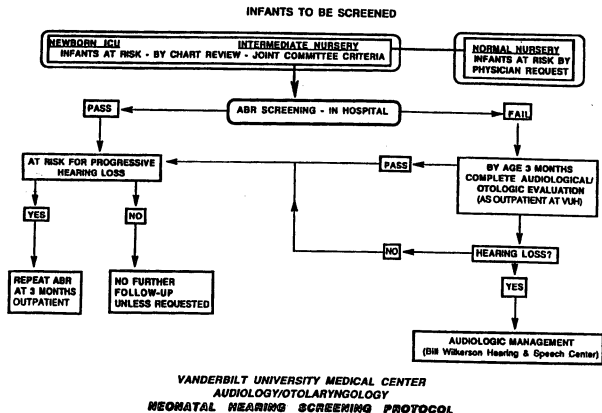 INFANTS TO BE SCREENED
NEWBORN ICU INTERMEDIATE NURSERY
INFANTS AT RISK - BY CHART REVIEW - JOINT COMMITTEE CRITERIA
NORMAL NURSERY
INFANTS AT RISK BY
PHYSICIAN REQUEST
ABR SCREENING - IN HOSPITAL
PASS
FAIL
AT RISK FOR PROGRESSIVE
HEARING LOSS
PASS
BY AGE 3 MONTHS
COMPLETE AUDIOLOGICAL/
OTOLOGIC EVALUATION
(AS OUTPATIENT AT VUH)
YES
NO
NO
HEARING LOSS?
REPEAT ABR
AT 3 MONTHS
OUTPATIENT
NO FURTHER
FOLLOW-UP
UNLESS REQUESTED
YES
AUDIOLOGIC MANAGEMENT
(Bill Wilkerson Hearing & Speech Center)
VANDERBILT UNIVERSITY MEDICAL CENTER
AUDIOLOGY/OTOLARYNGOLOGY
NEONATAL HEARING SCREENING PROTOCOL